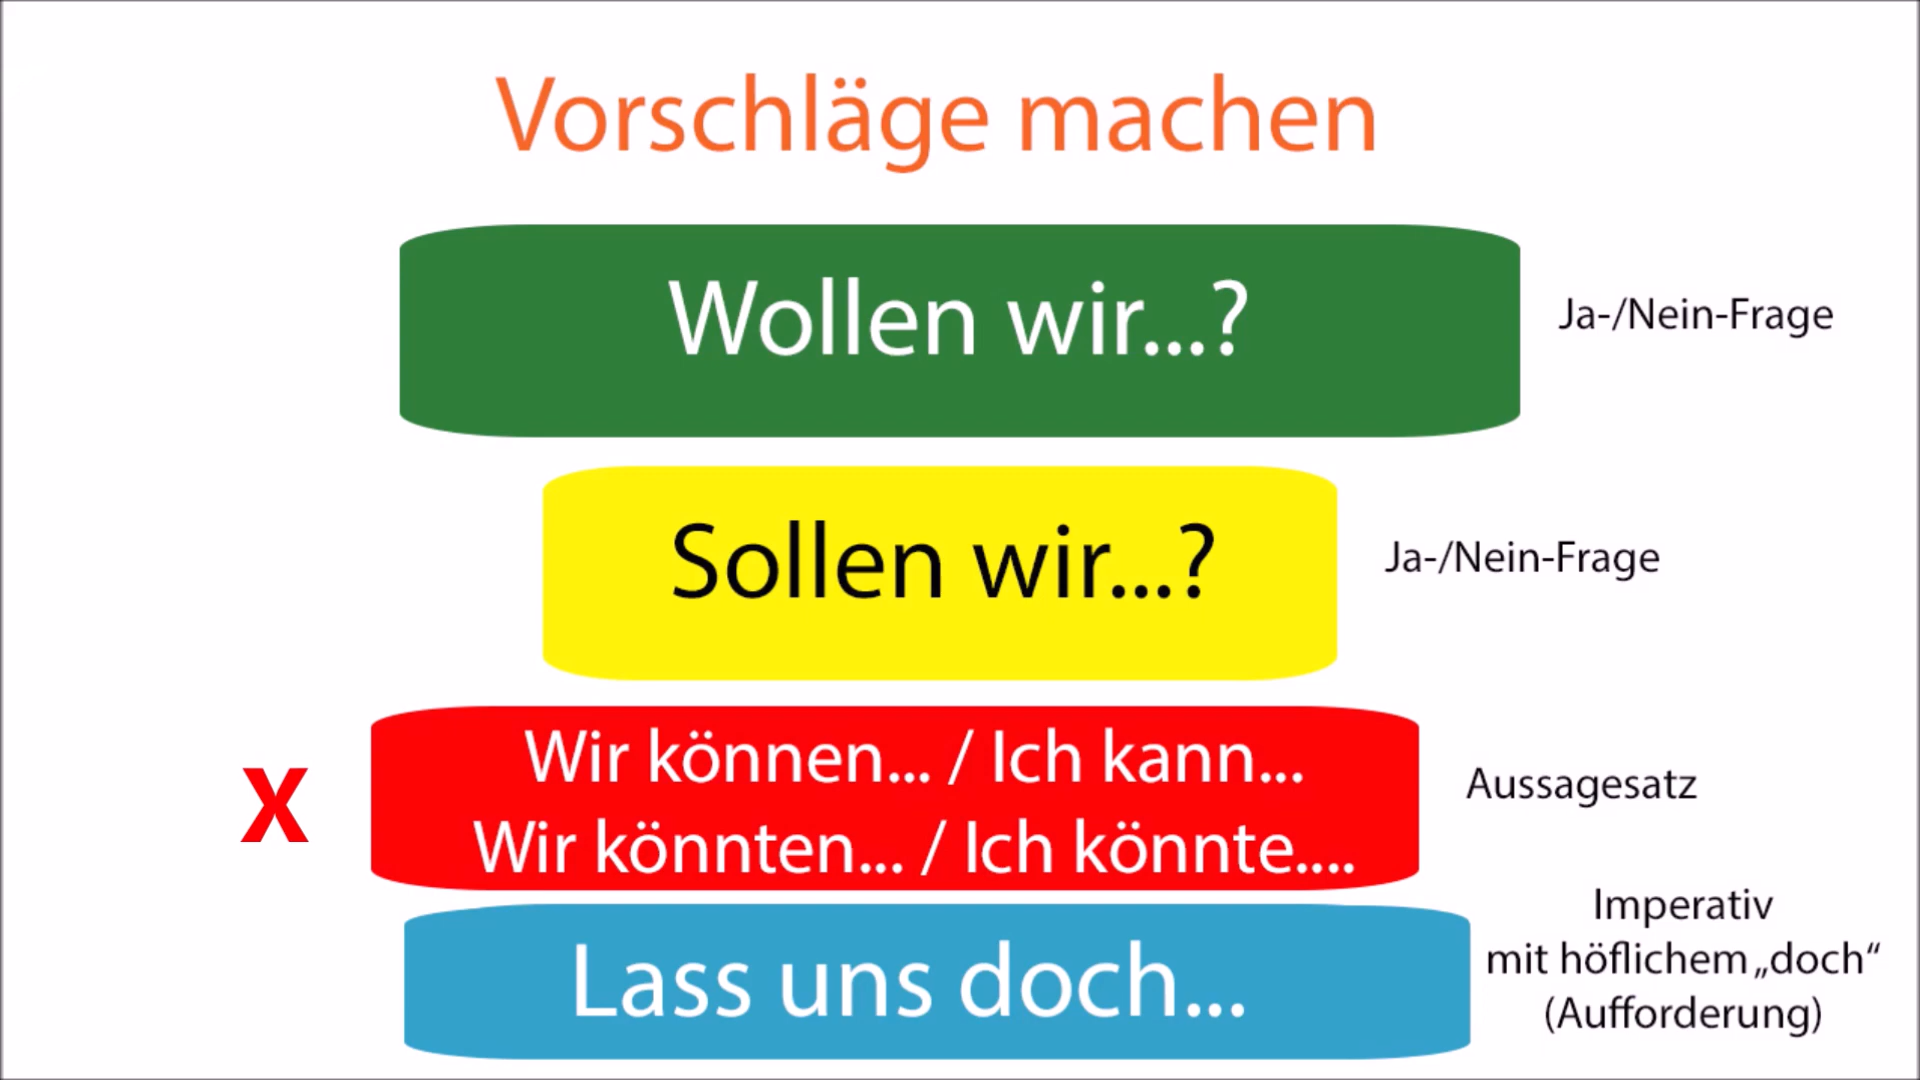 Vorschläge machen
Wollen wir...?
Ja-/Nein-Frage
Sollen wir...?
Ja-/Nein-Frage
X
Wir können... / Ich kann...
Wir könnten... / Ich könnte....
Aussagesatz
Lass uns doch...
Imperativ
mit höflichem „doch“
(Aufforderung)